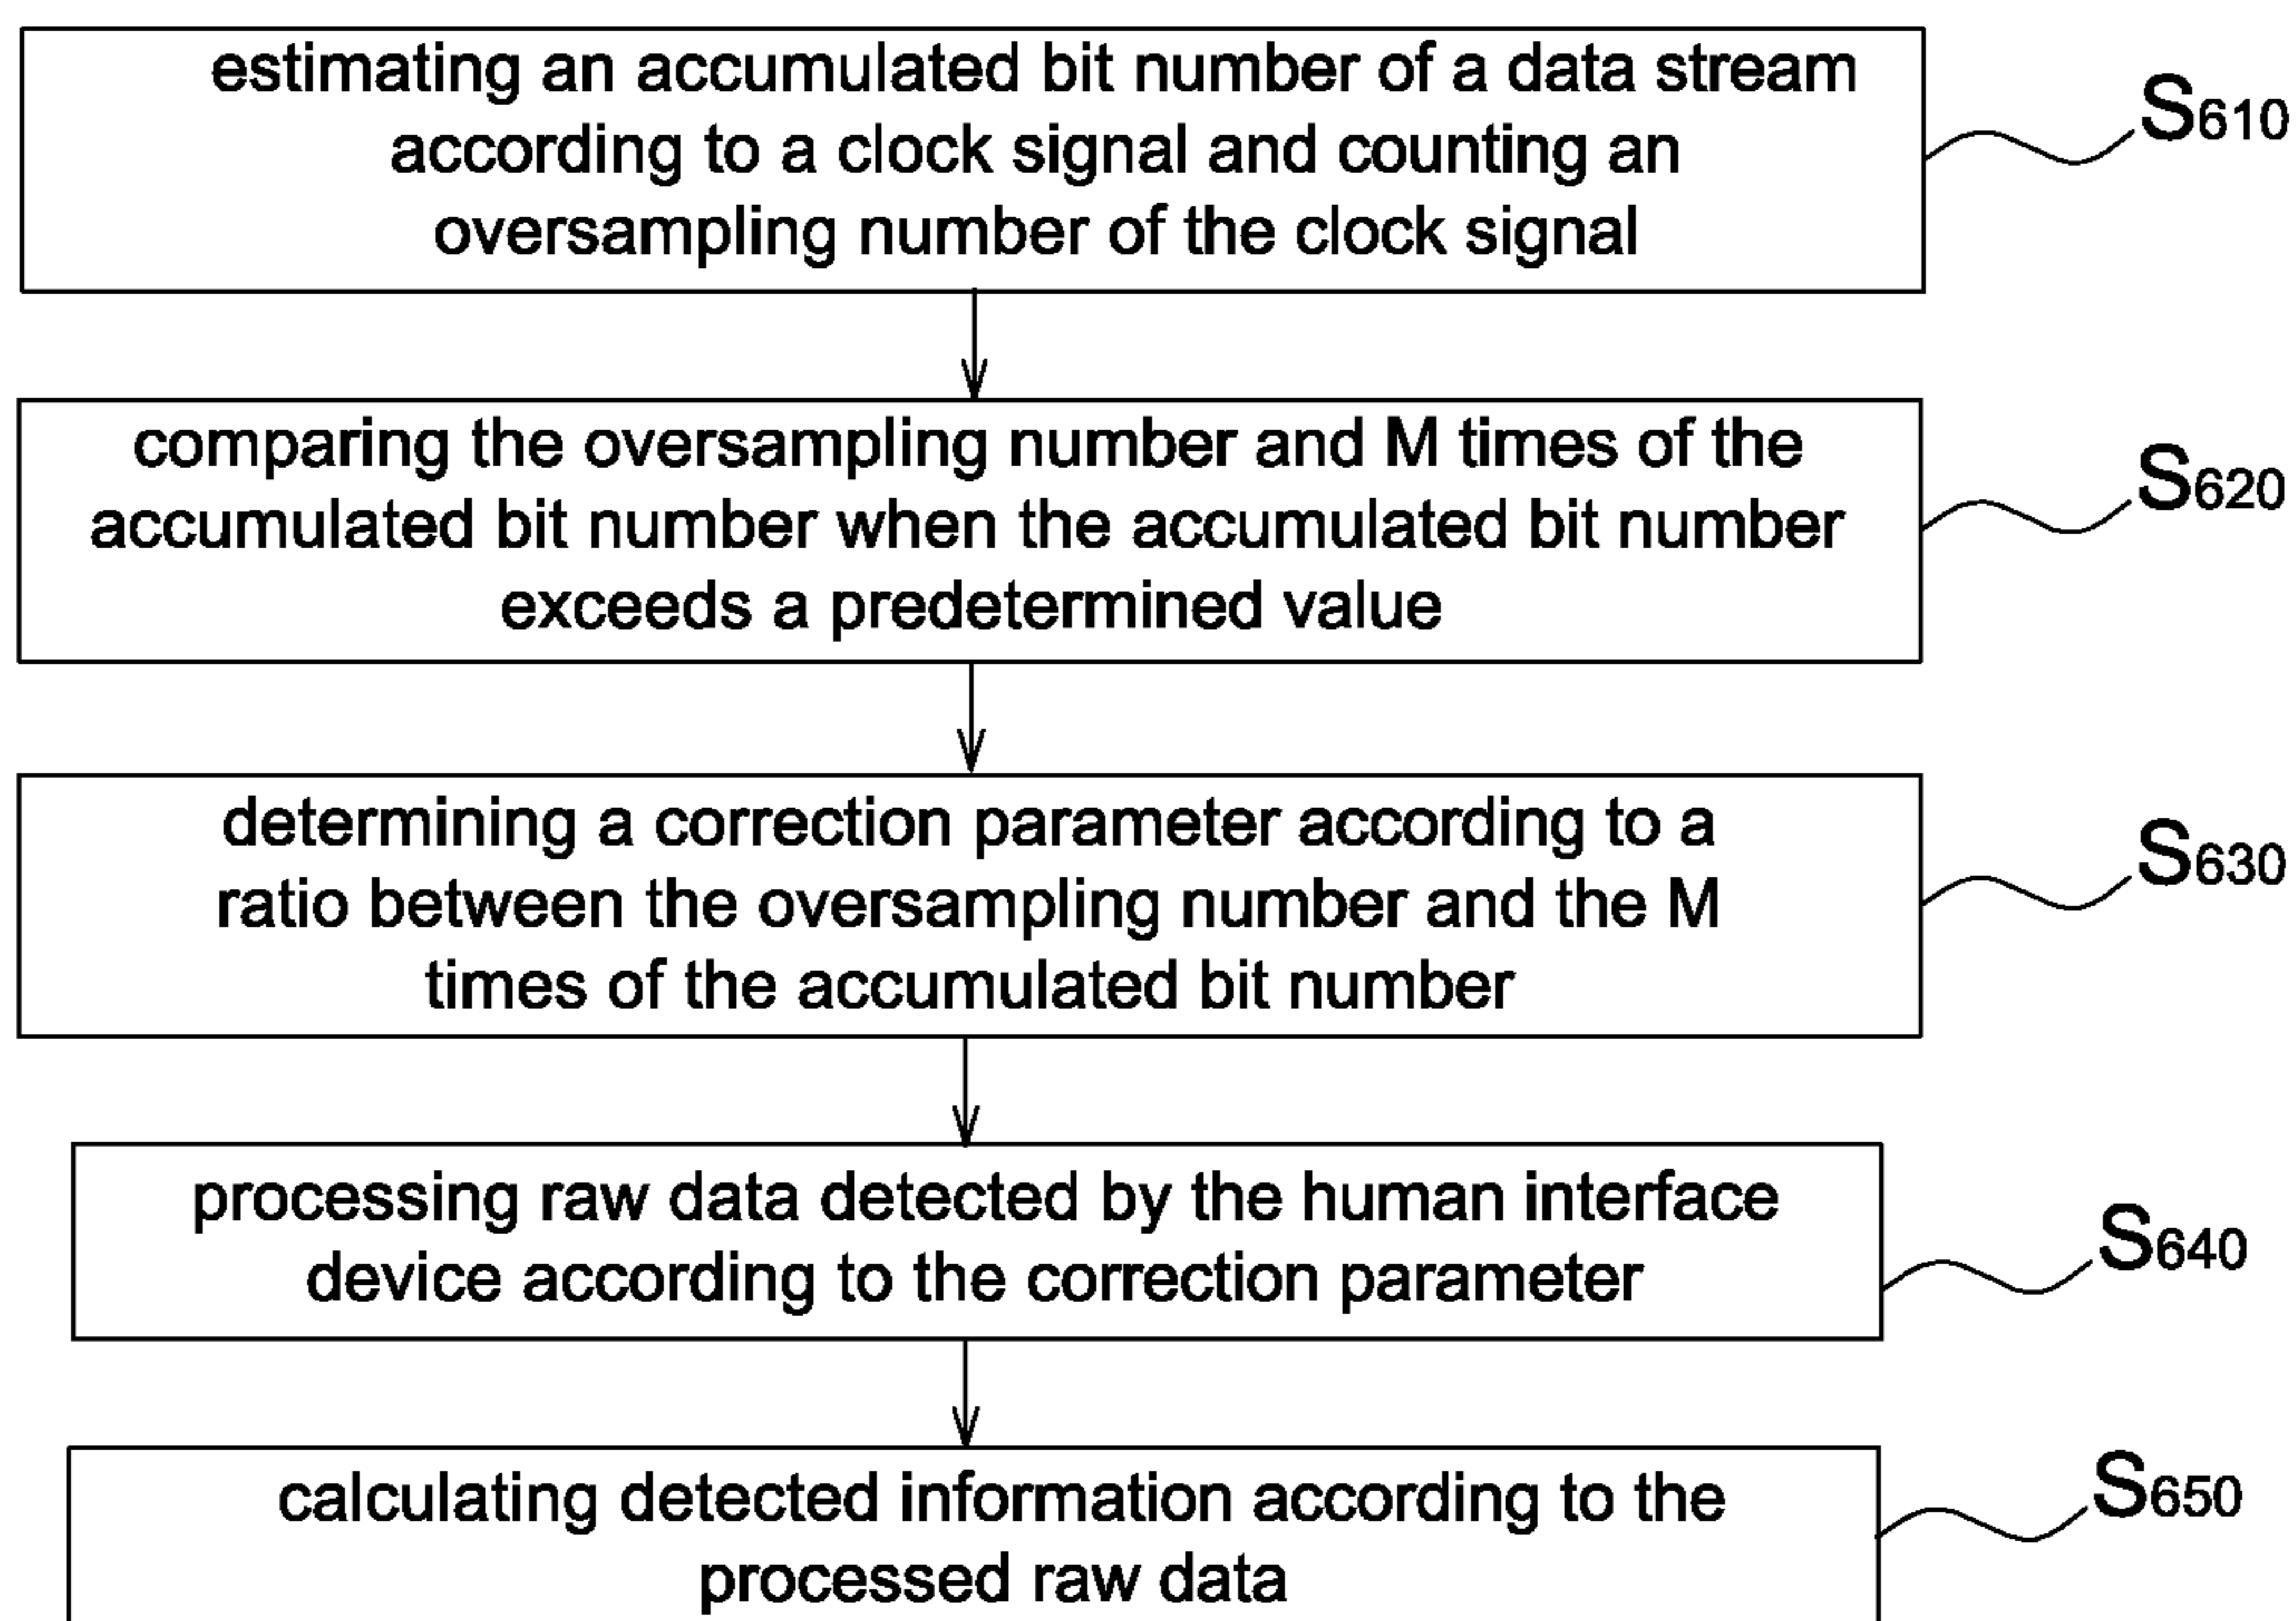 estimating an accumulated bit number of a data stream
according to a clock signal and counting an
oversampling number of the clock signal
S610
comparing the oversampling number and M times of the
accumulated bit number when the accumulated bit number
exceeds a predetermined value
S620
determining a correction parameter according to a
ratio between the oversampling number and the M
times of the accumulated bit number
S630
processing raw data detected by the human interface
device according to the correction parameter
S640
calculating detected information according to the
processed raw data
S650